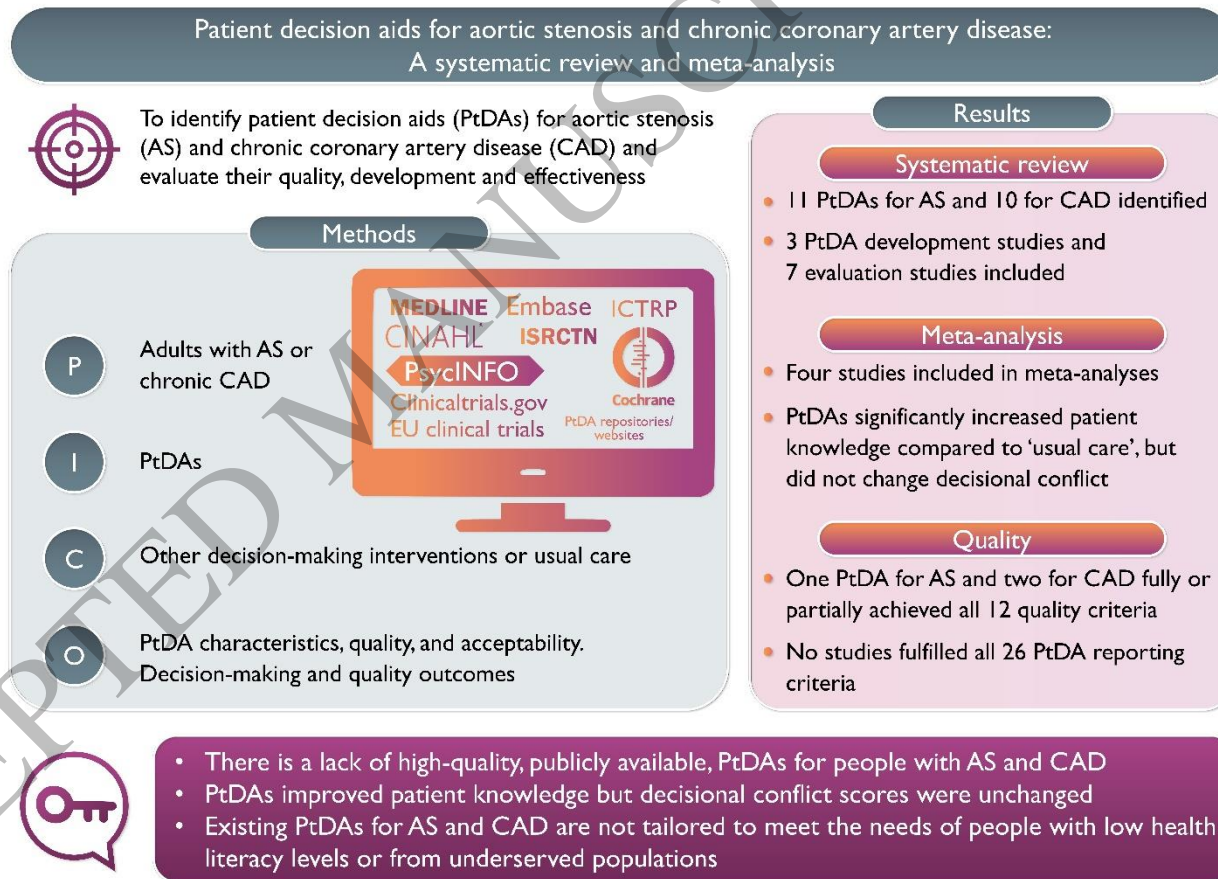 Patient decision aids for aortic stenosis and chronic coronary artery disease:
A systematic review and meta-analysis
To identify patient decision aids (PtDAs) for aortic stenosis
(AS) and chronic coronary artery disease (CAD) and
evaluate their quality, development and effectiveness
Methods
P
Adults with AS or
chronic CAD
I
PtDAs
C
Other decision-making interventions or usual care
O
PtDA characteristics, quality, and acceptability.
Decision-making and quality outcomes
MEDLINE Embase ICTRP
CINAHL ISRCTN
PsycINFO
Clinicaltrials.gov
EU clinical trials
Cochrane
PtDA repositories/
websites
Results
Systematic review
• 11 PtDAs for AS and 10 for CAD identified
• 3 PtDA development studies and
7 evaluation studies included
Meta-analysis
• Four studies included in meta-analyses
• PtDAs significantly increased patient
knowledge compared to ‘usual care’, but
did not change decisional conflict
Quality
• One PtDA for AS and two for CAD fully or
partially achieved all 12 quality criteria
• No studies fulfilled all 26 PtDA reporting
criteria
• There is a lack of high-quality, publicly available, PtDAs for people with AS and CAD
• PtDAs improved patient knowledge but decisional conflict scores were unchanged
• Existing PtDAs for AS and CAD are not tailored to meet the needs of people with low health
literacy levels or from underserved populations
EPTED MANUSC